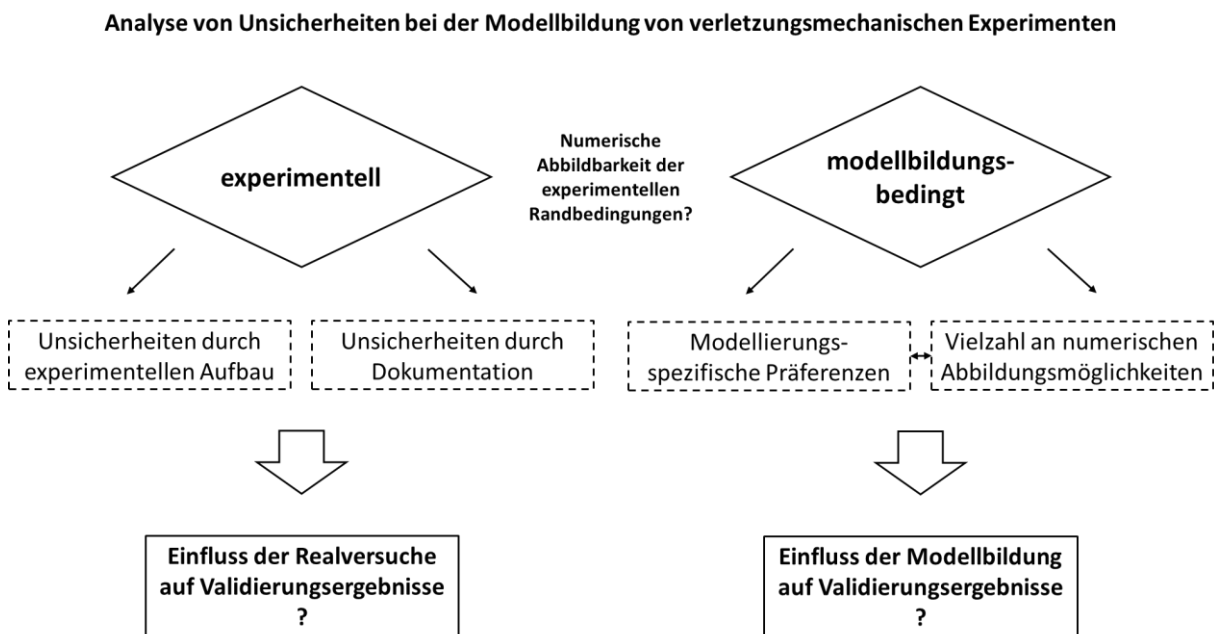 Analyse von Unsicherheiten bei der Modellbildung von verletzungsmechanischen Experimenten
experimentell
Numerische
Abbildbarkeit der
experimentellen
Randbedingungen?
modellbildungs-
bedingt
Unsicherheiten durch
experimentellen Aufbau
Unsicherheiten durch
Dokumentation
Modellierungs-
spezifische Präferenzen
Vielzahl an numerischen
Abbildungsmöglichkeiten
Einfluss der Realversuche
auf Validierungsergebnisse
?
Einfluss der Modellbildung
auf Validierungsergebnisse
?